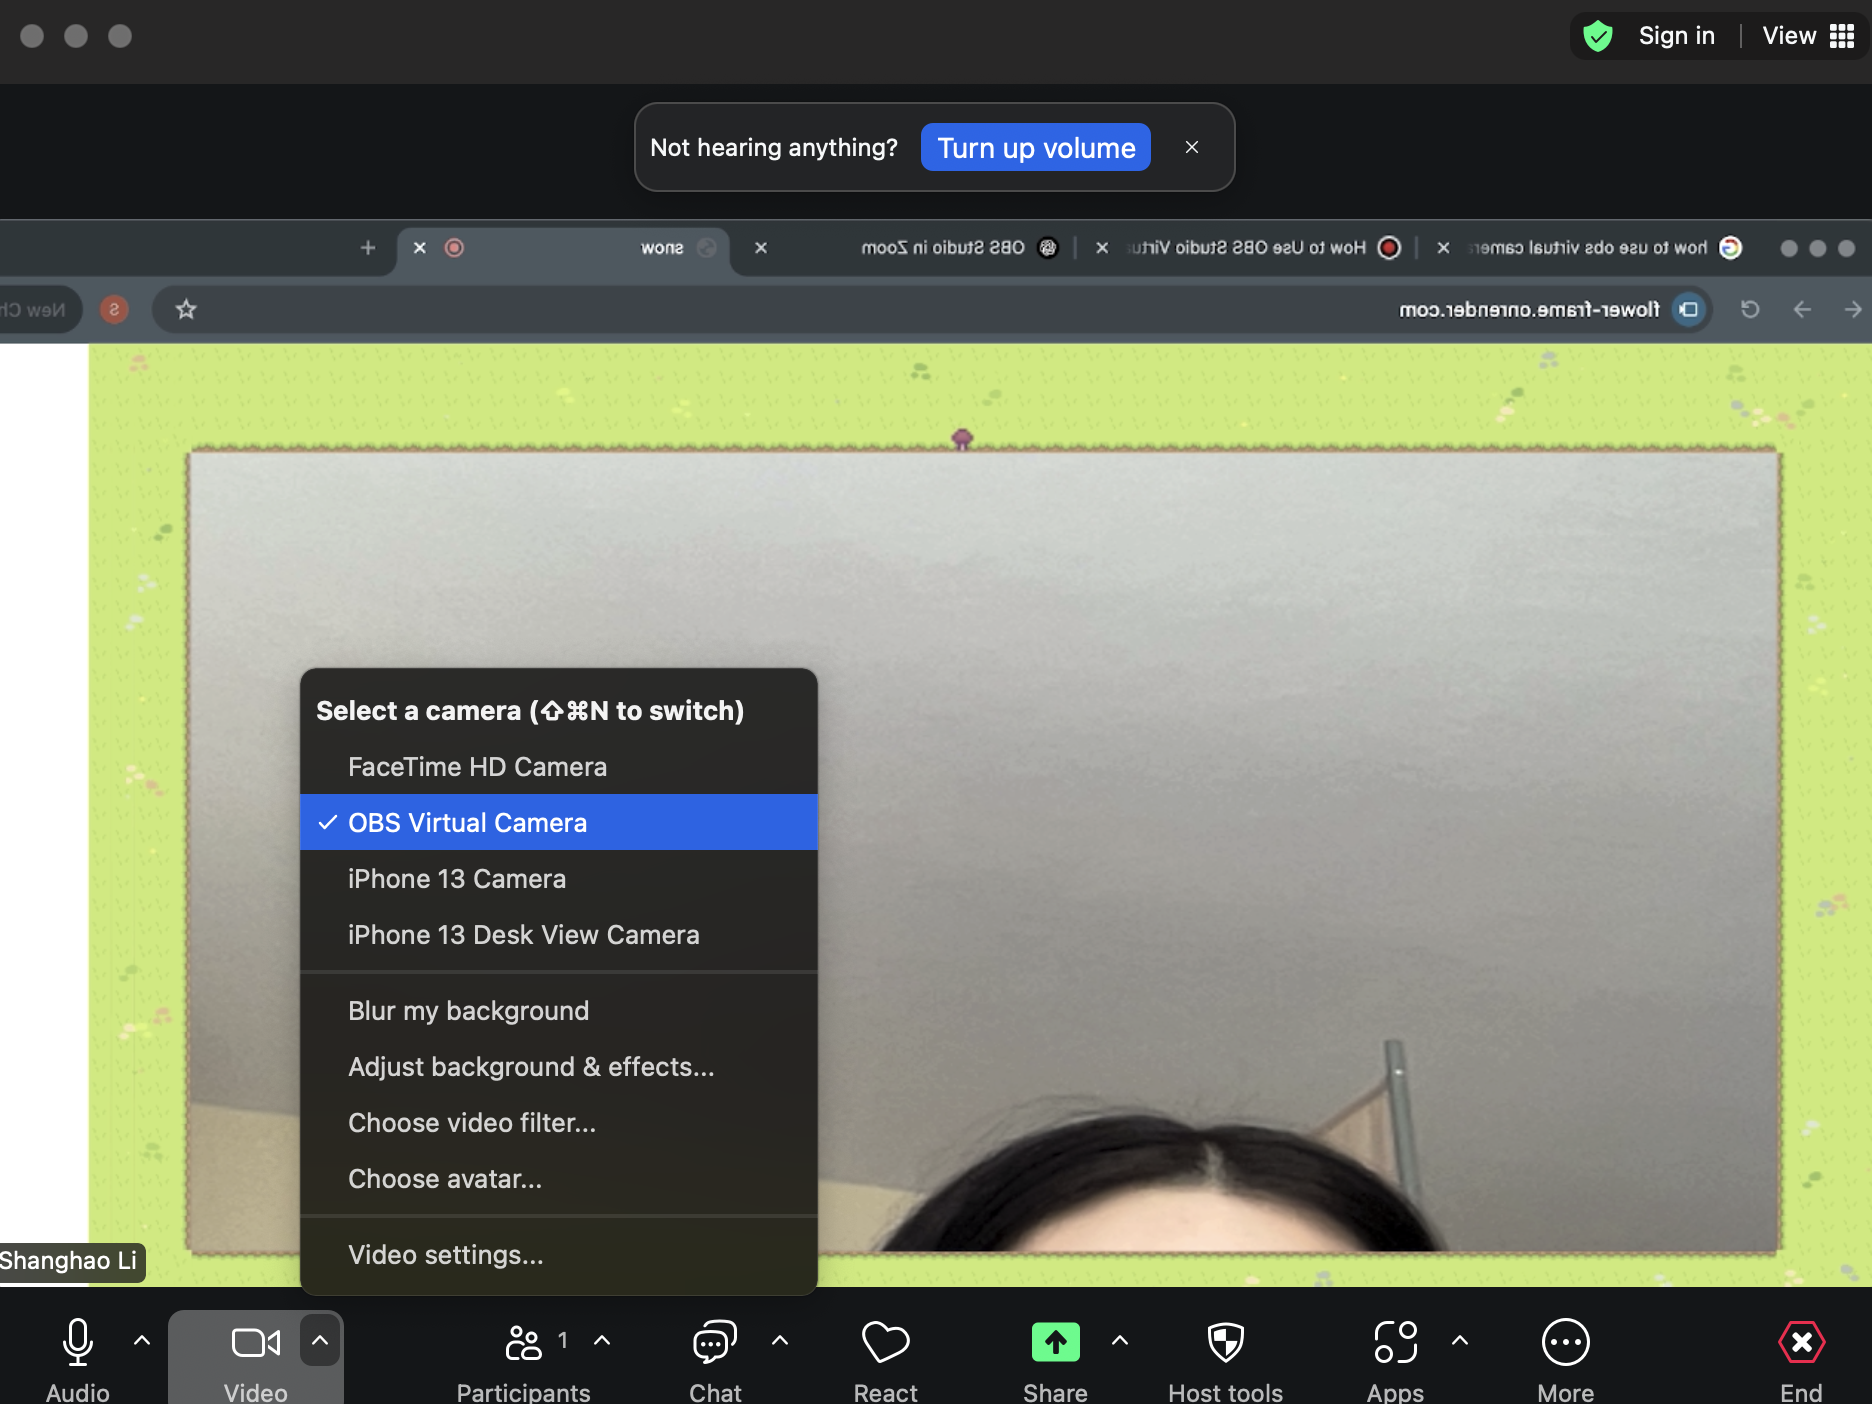 Sign in
View
Not hearing anything?
Turn up volume
how to use obs virtual camera
How to Use OBS Studio Virtu
OBS Studio in Zoom
snow
flower-frame.onrender.com
S
New Ch
Select a camera (⇧⌘N to switch)
FaceTime HD Camera
✓ OBS Virtual Camera
iPhone 13 Camera
iPhone 13 Desk View Camera
Blur my background
Adjust background & effects...
Choose video filter...
Choose avatar...
Video settings...
Shanghao Li
1
Audio
Video
Participants
Chat
React
Share
Host tools
Apps
More
End